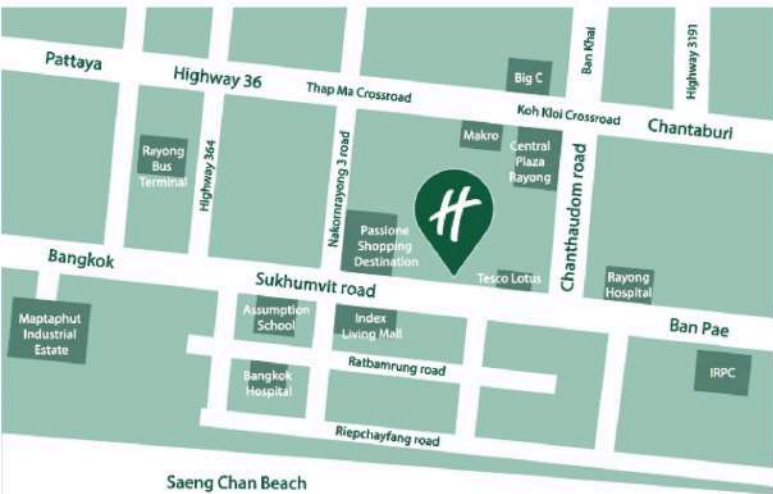 Pattaya
Highway 36
Thap Ma Crossroad
Big C
Ban Khai
Highway 3191
Koh Kloi Crossroad
Chantaburi
Makro
Central
Plaza
Rayong
Rayong
Bus
Terminal
Highway 364
Nakornrayong 3 road
H
Chanthaudom road
Passione
Shopping
Destination
Bangkok
Sukhumvit road
Tesco Lotus
Rayong
Hospital
Ban Pae
Maptaphut
Industrial
Estate
Assumption
School
Index
Living Mall
Ratbamrung road
Bangkok
Hospital
IRPC
Riepchayfang road
Saeng Chan Beach